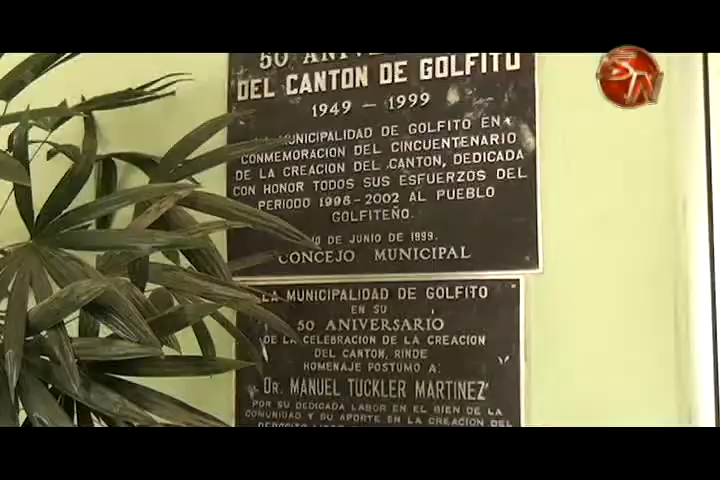 50 ANIVE
DEL CANTON DE GOLFITO
1949 - 1999
LA MUNICIPALIDAD DE GOLFITO EN
CONMEMORACION DEL CINCUENTENARIO
DE LA CREACION DEL CANTON, DEDICADA
CON HONOR TODOS SUS ESFUERZOS DEL
PERIODO 1998-2002 AL PUEBLO
GOLFITEÑO.
10 DE JUNIO DE 1999.
CONCEJO MUNICIPAL
LA MUNICIPALIDAD DE GOLFITO
EN SU
50 ANIVERSARIO
DE LA CELEBRACION DE LA CREACION
DEL CANTON, RINDE
HOMENAJE POSTUMO A:
DR. MANUEL TUCKLER MARTINEZ
POR SU DEDICADA LABOR EN EL BIEN DE LA
COMUNIDAD Y SU APORTE EN LA CREACION DEL